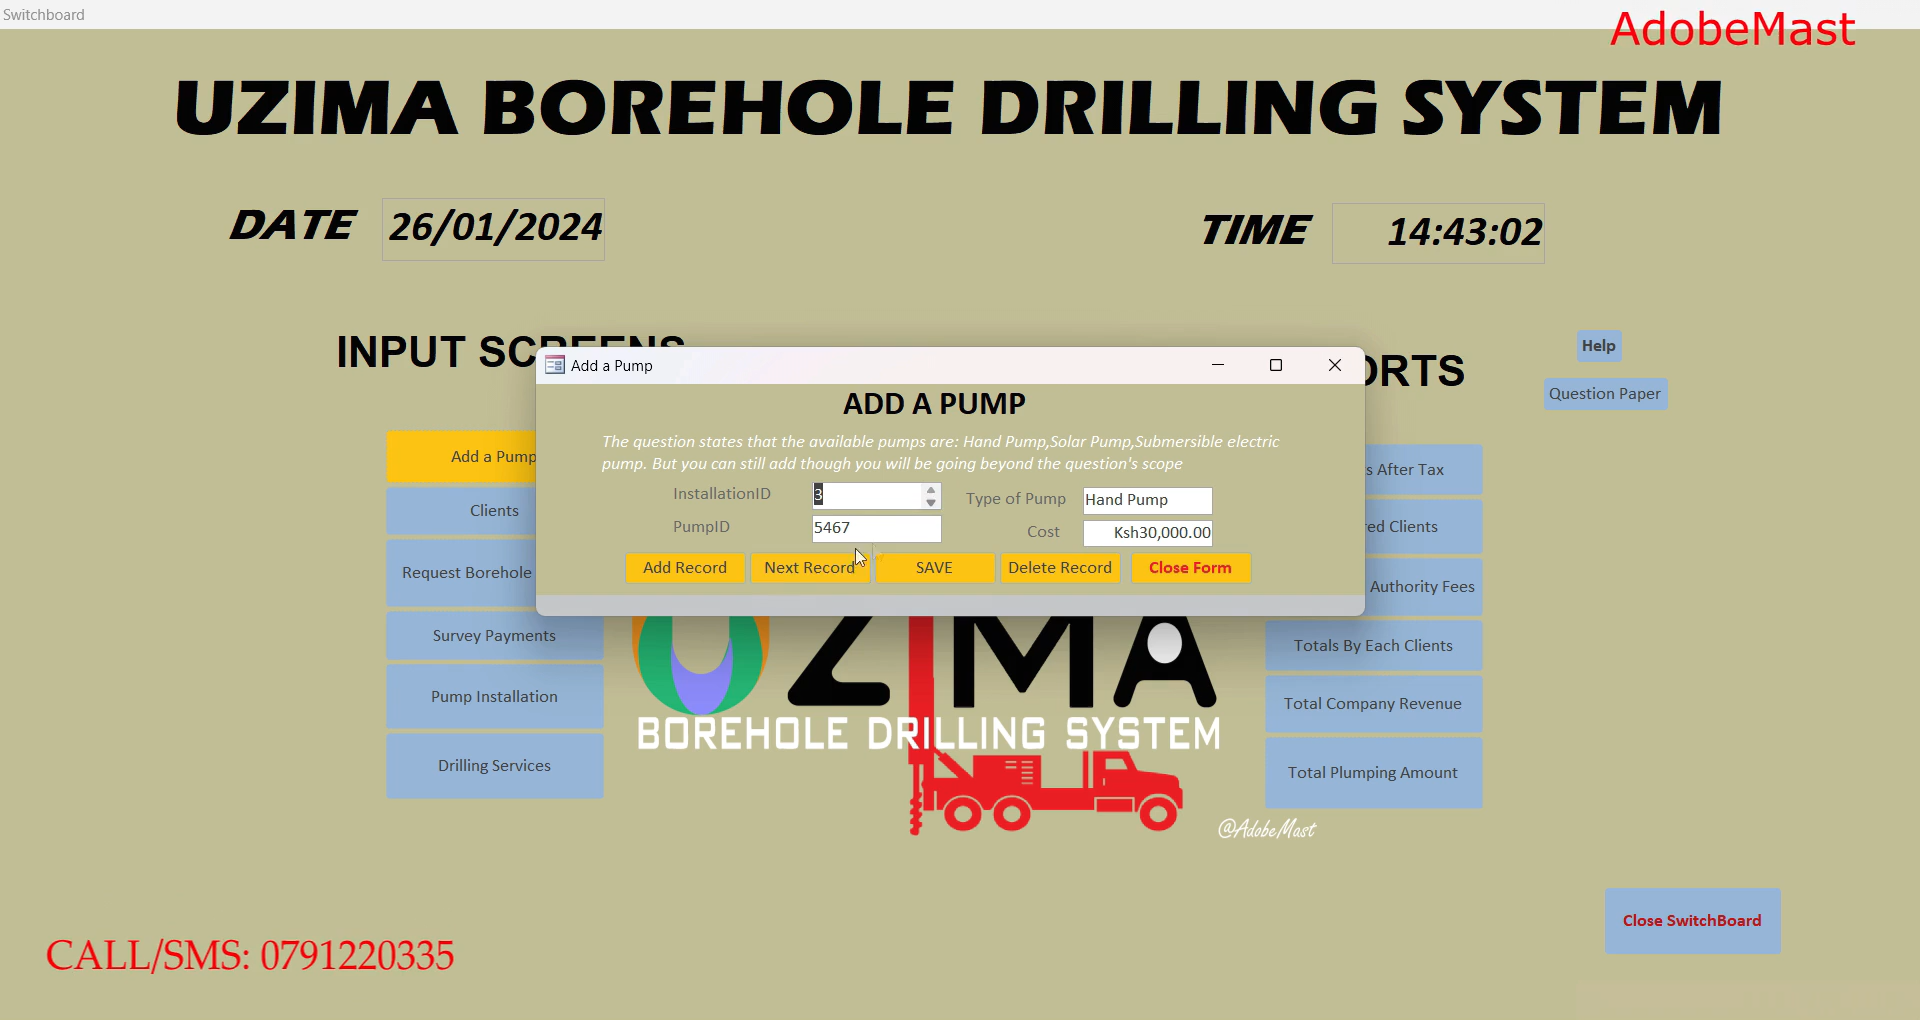 Switchboard
AdobeMast
UZIMA BOREHOLE DRILLING SYSTEM
DATE 26/01/2024
TIME 14:43:02
INPUT SCREENS
ORTS
Help
Question Paper
Add a Pump
Clients
Request Borehole
Survey Payments
Pump Installation
Drilling Services
Add a Pump
ADD A PUMP
The question states that the available pumps are: Hand Pump,Solar Pump,Submersible electric
pump. But you can still add though you will be going beyond the question's scope
InstallationID 3 Type of Pump Hand Pump
PumpID 5467 Cost Ksh30,000.00
Add Record Next Record SAVE Delete Record Close Form
s After Tax
ed Clients
Authority Fees
Totals By Each Clients
Total Company Revenue
Total Plumping Amount
UZIMA
BOREHOLE DRILLING SYSTEM
@AdobeMast
Close SwitchBoard
CALL/SMS: 0791220335